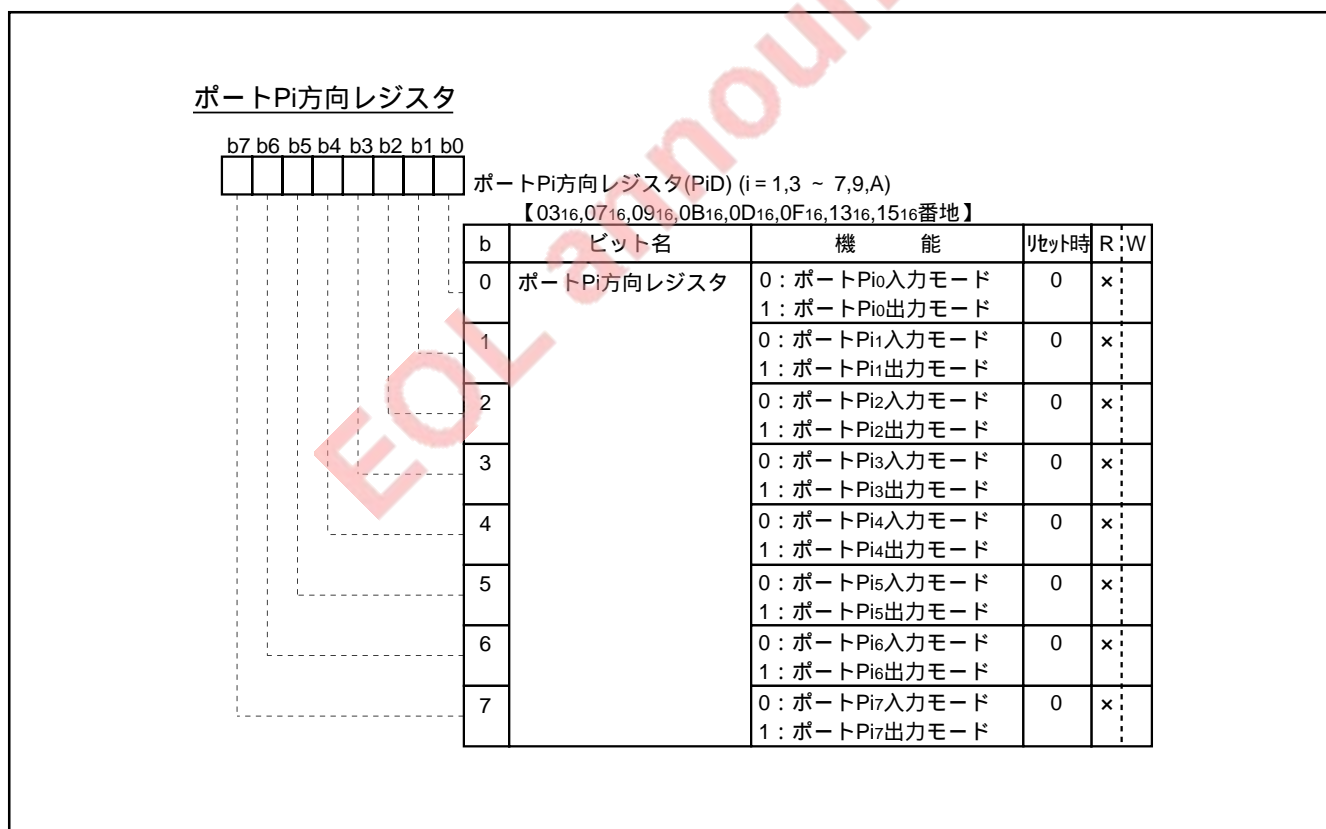 ポートPi方向レジスタ
b7 b6 b5 b4 b3 b2 b1 b0
ポートPi方向レジスタ(PiD) (i = 1,3 ~ 7,9,A)
【0316,0716,0916,0B16,0D16,0F16,1316,1516番地】
b ビット名 機 能 リセット時 R W
0 ポートPi方向レジスタ 0：ポートPi0入力モード 0 ×
1：ポートPi0出力モード
1 0：ポートPi1入力モード 0 ×
1：ポートPi1出力モード
2 0：ポートPi2入力モード 0 ×
1：ポートPi2出力モード
3 0：ポートPi3入力モード 0 ×
1：ポートPi3出力モード
4 0：ポートPi4入力モード 0 ×
1：ポートPi4出力モード
5 0：ポートPi5入力モード 0 ×
1：ポートPi5出力モード
6 0：ポートPi6入力モード 0 ×
1：ポートPi6出力モード
7 0：ポートPi7入力モード 0 ×
1：ポートPi7出力モード
EOL announ